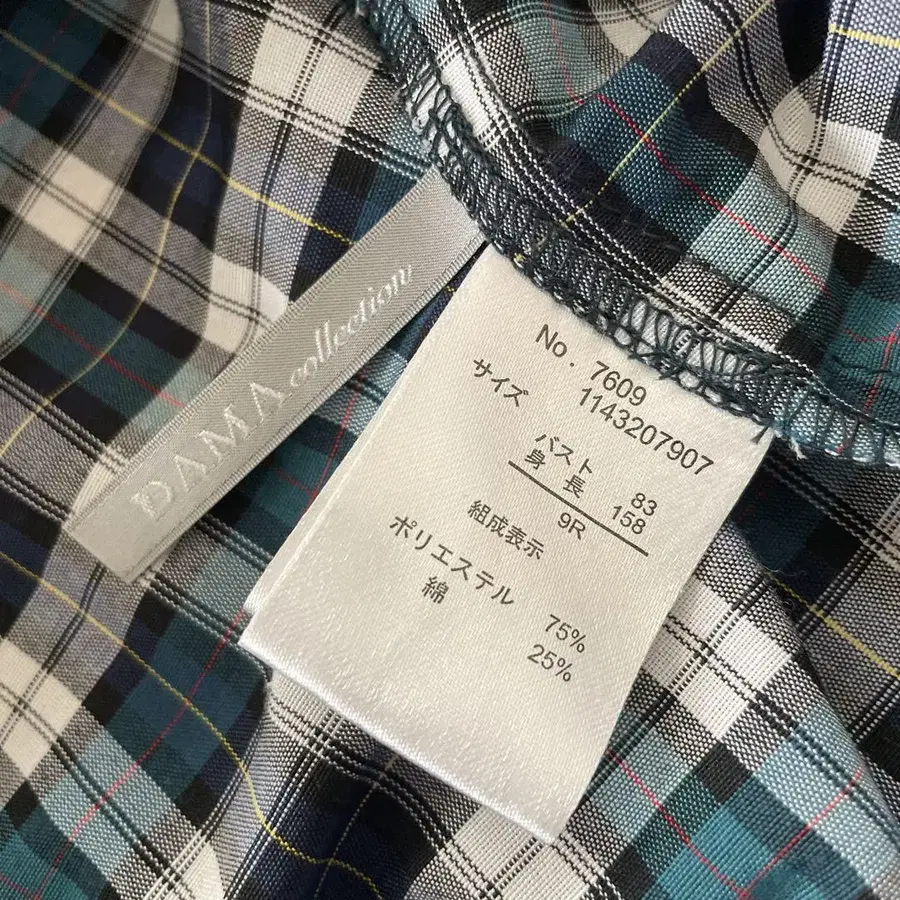 DAMA collection
No. 7609
1143207907
サイズ
バスト 83
身長 158
9R
組成表示
ポリエステル 75%
綿 25%